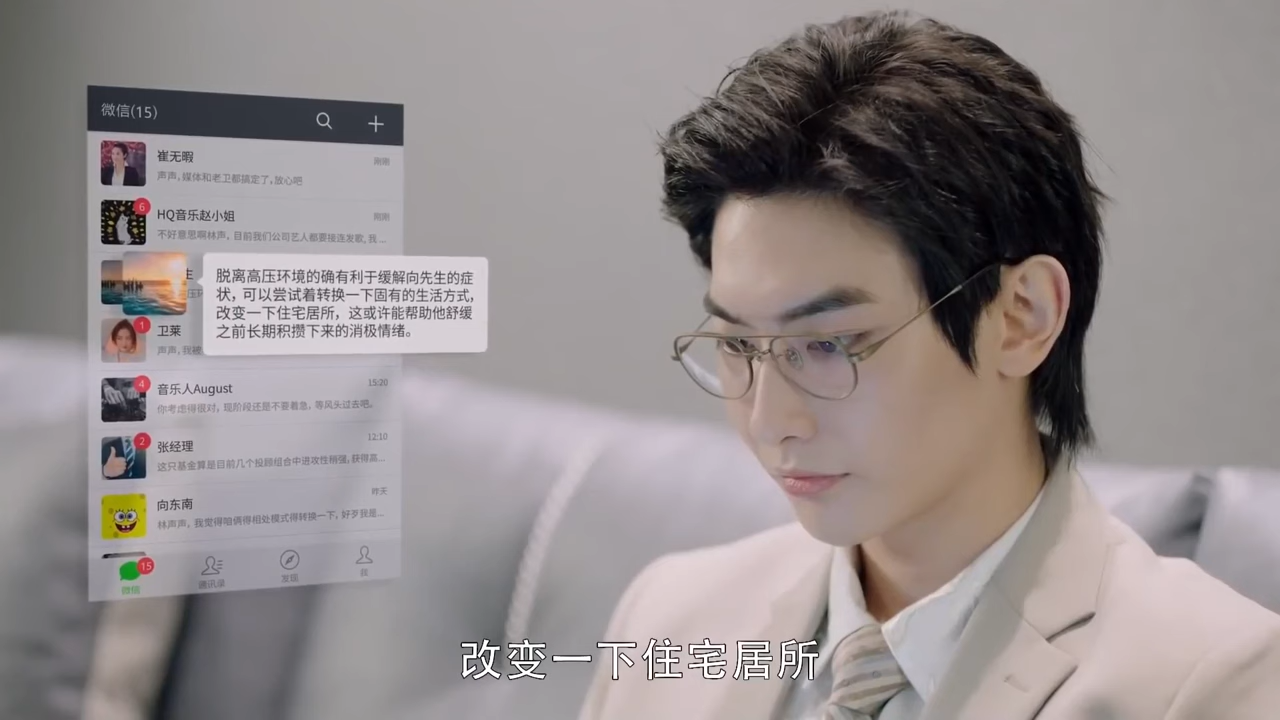 微信(15)
崔无暇
刚刚
声声,媒体和老卫都搞定了,放心吧
6
HQ音乐赵小姐
刚刚
不好意思啊林声，目前我们公司艺人都要接连发歌, 我...
生
脱离高压环境的确有利于缓解向先生的症
状，可以尝试着转换一下固有的生活方式，
改变一下住宅居所，这或许能帮助他舒缓
之前长期积攒下来的消极情绪。
1
卫莱
声声, 我被
4
音乐人August
15:20
你考虑得很对，现阶段还是不要着急，等风头过去吧。
2
张经理
12:10
这只基金算是目前几个投顾组合中进攻性稍强, 获得高...
向东南
昨天
林声声，我觉得咱俩得相处模式得转换一下，好歹我是...
15
微信
通讯录
发现
我
改变一下住宅居所